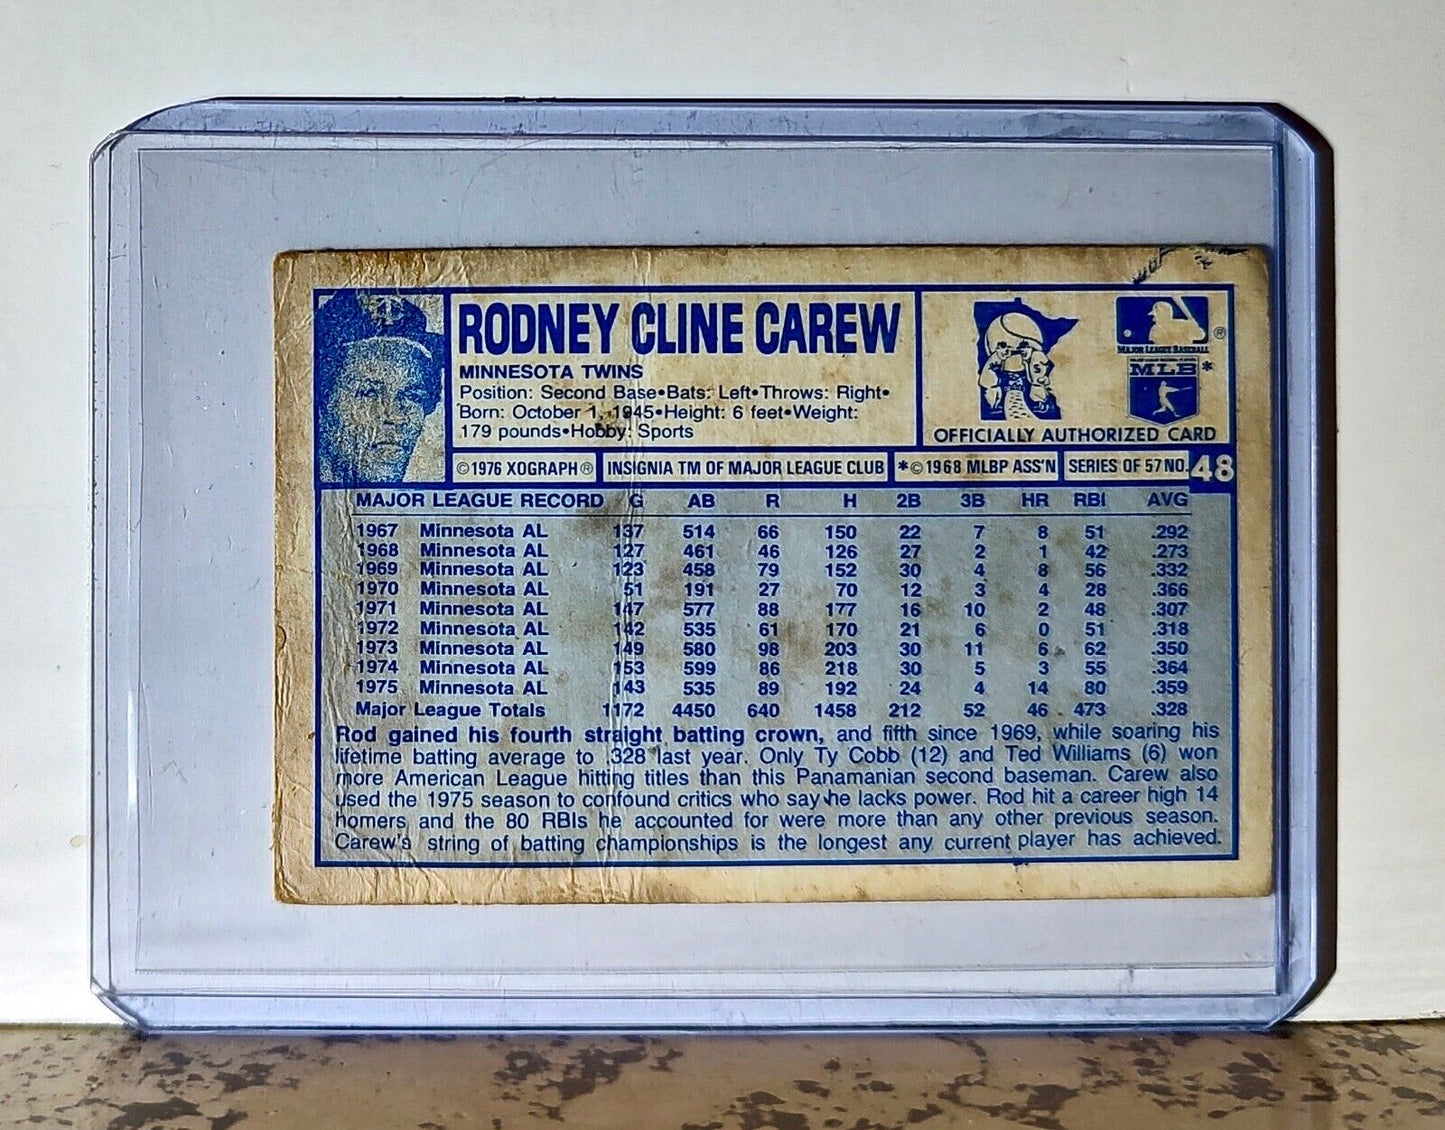 RODNEY CLINE CAREW
MINNESOTA TWINS
Position: Second Base•Bats: Left•Throws: Right•
Born: October 1, 1945•Height: 6 feet•Weight:
179 pounds•Hobby: Sports
MAJOR LEAGUE BASEBALL ®
MAJOR LEAGUE BASEBALL PLAYERS
MLB*
OFFICIALLY AUTHORIZED CARD
©1976 XOGRAPH® INSIGNIA TM OF MAJOR LEAGUE CLUB *©1968 MLBP ASS'N SERIES OF 57 NO. 48
MAJOR LEAGUE RECORD G AB R H 2B 3B HR RBI AVG
1967 Minnesota AL 137 514 66 150 22 7 8 51 .292
1968 Minnesota AL 127 461 46 126 27 2 1 42 .273
1969 Minnesota AL 123 458 79 152 30 4 8 56 .332
1970 Minnesota AL 51 191 27 70 12 3 4 28 .366
1971 Minnesota AL 147 577 88 177 16 10 2 48 .307
1972 Minnesota AL 142 535 61 170 21 6 0 51 .318
1973 Minnesota AL 149 580 98 203 30 11 6 62 .350
1974 Minnesota AL 153 599 86 218 30 5 3 55 .364
1975 Minnesota AL 143 535 89 192 24 4 14 80 .359
Major League Totals 1172 4450 640 1458 212 52 46 473 .328
Rod gained his fourth straight batting crown, and fifth since 1969, while soaring his
lifetime batting average to .328 last year. Only Ty Cobb (12) and Ted Williams (6) won
more American League hitting titles than this Panamanian second baseman. Carew also
used the 1975 season to confound critics who say he lacks power. Rod hit a career high 14
homers and the 80 RBIs he accounted for were more than any other previous season.
Carew's string of batting championships is the longest any current player has achieved.